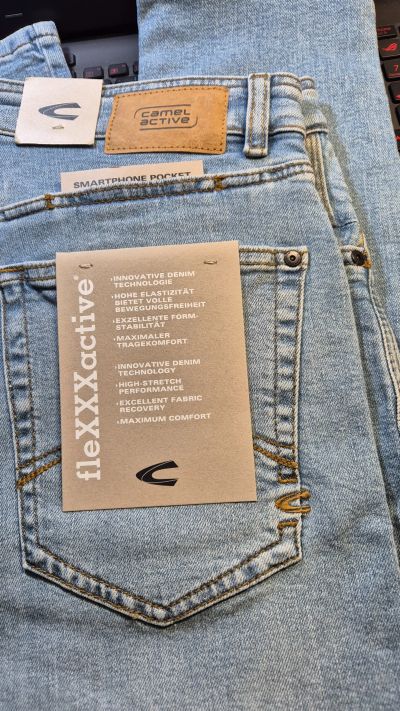 camel
active
SMARTPHONE POCKET
fleXXXactive®
›INNOVATIVE DENIM
TECHNOLOGIE
›HOHE ELASTIZITÄT
BIETET VOLLE
BEWEGUNGSFREIHEIT
›EXZELLENTE FORM-
STABILITÄT
›MAXIMALER
TRAGEKOMFORT
›INNOVATIVE DENIM
TECHNOLOGY
›HIGH-STRETCH
PERFORMANCE
›EXCELLENT FABRIC
RECOVERY
›MAXIMUM COMFORT